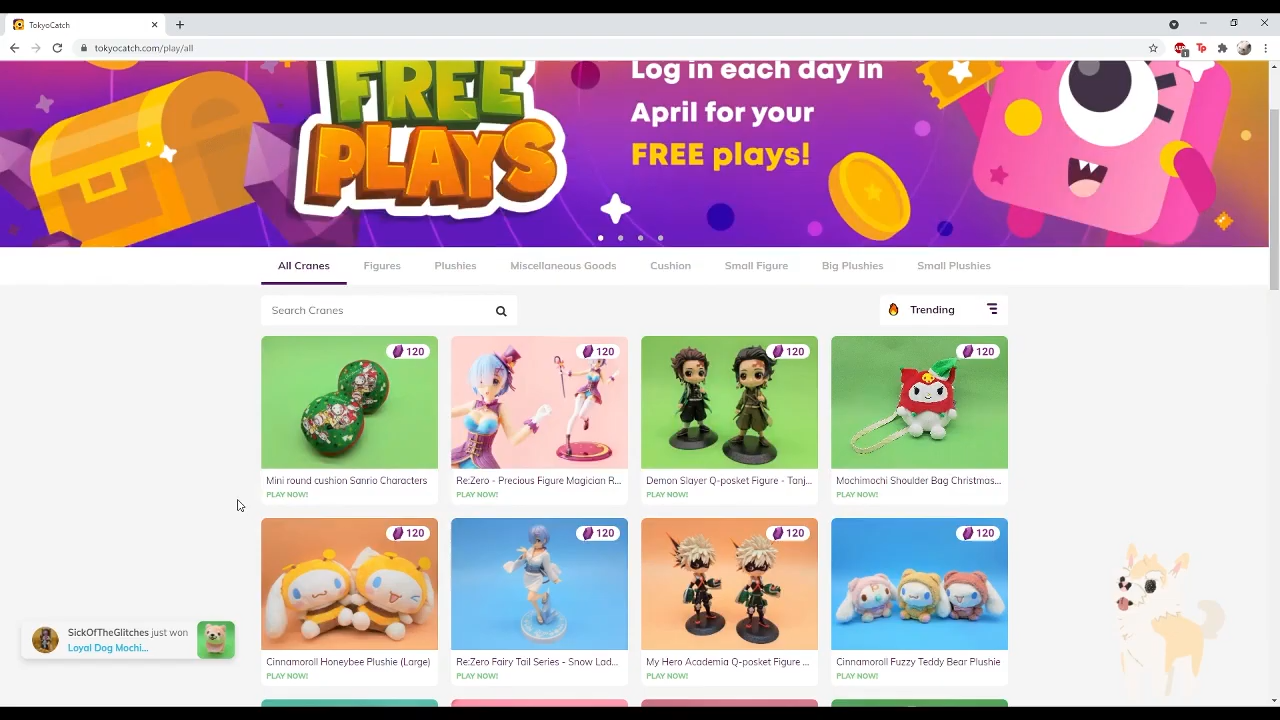 TokyoCatch
tokyocatch.com/play/all
ABP
1
Tp
FREE
PLAYS
Log in each day in
April for your
FREE plays!
All Cranes Figures Plushies Miscellaneous Goods Cushion Small Figure Big Plushies Small Plushies
Search Cranes
Trending
120 120 120 120
Mini round cushion Sanrio Characters Re:Zero - Precious Figure Magician R... Demon Slayer Q-posket Figure - Tanj... Mochimochi Shoulder Bag Christmas...
PLAY NOW! PLAY NOW! PLAY NOW! PLAY NOW!
120 120 120 120
SickOfTheGlitches just won
Loyal Dog Mochi...
Cinnamoroll Honeybee Plushie (Large) Re:Zero Fairy Tail Series - Snow Lad... My Hero Academia Q-posket Figure ... Cinnamoroll Fuzzy Teddy Bear Plushie
PLAY NOW! PLAY NOW! PLAY NOW! PLAY NOW!